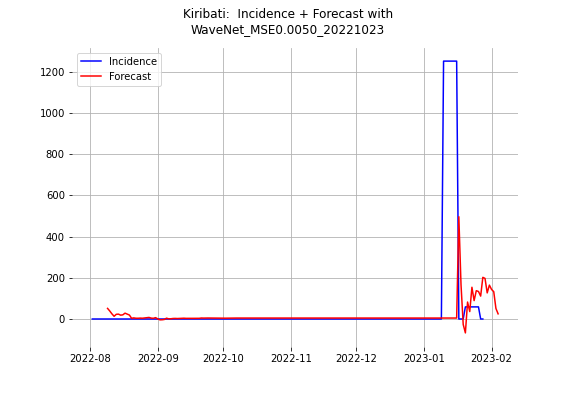 Kiribati:  Incidence + Forecast with
WaveNet_MSE0.0050_20221023
Incidence
Forecast
1200
1000
800
600
400
200
0
2022-08 2022-09 2022-10 2022-11 2022-12 2023-01 2023-02